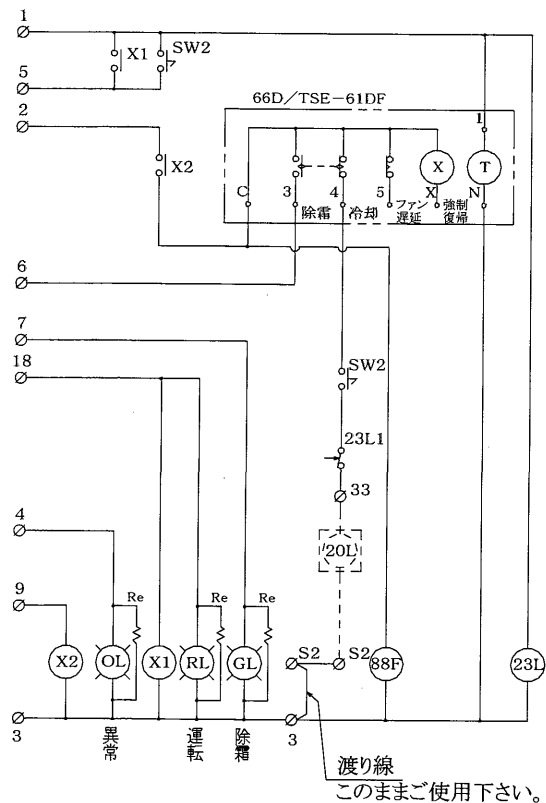 1
X1
SW2
5
66D／TSE－61DF
2
1
X2
X
T
C
3
4
5
X
N
除霜
冷却
ファン
遅延
強制
復帰
6
7
18
SW2
23L1
33
20L
4
9
Re
Re
Re
X2
OL
X1
RL
GL
S2
S2
88F
23L
3
異常
運転
除霜
3
渡り線
このままご使用下さい。